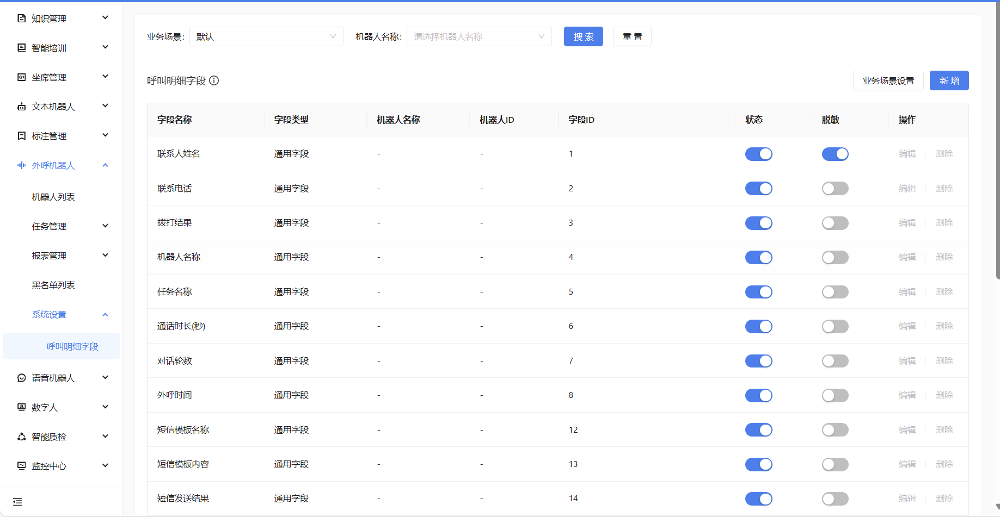 知识管理
智能培训
坐席管理
文本机器人
标注管理
外呼机器人
机器人列表
任务管理
报表管理
黑名单列表
系统设置
呼叫明细字段
语音机器人
数字人
智能质检
监控中心
业务场景: 默认 机器人名称: 请选择机器人名称 搜 索 重 置
呼叫明细字段 业务场景设置 新 增
字段名称 字段类型 机器人名称 机器人ID 字段ID 状态 脱敏 操作
联系人姓名 通用字段 - - 1 编辑 删除
联系电话 通用字段 - - 2 编辑 删除
拨打结果 通用字段 - - 3 编辑 删除
机器人名称 通用字段 - - 4 编辑 删除
任务名称 通用字段 - - 5 编辑 删除
通话时长(秒) 通用字段 - - 6 编辑 删除
对话轮数 通用字段 - - 7 编辑 删除
外呼时间 通用字段 - - 8 编辑 删除
短信模板名称 通用字段 - - 12 编辑 删除
短信模板内容 通用字段 - - 13 编辑 删除
短信发送结果 通用字段 - - 14 编辑 删除